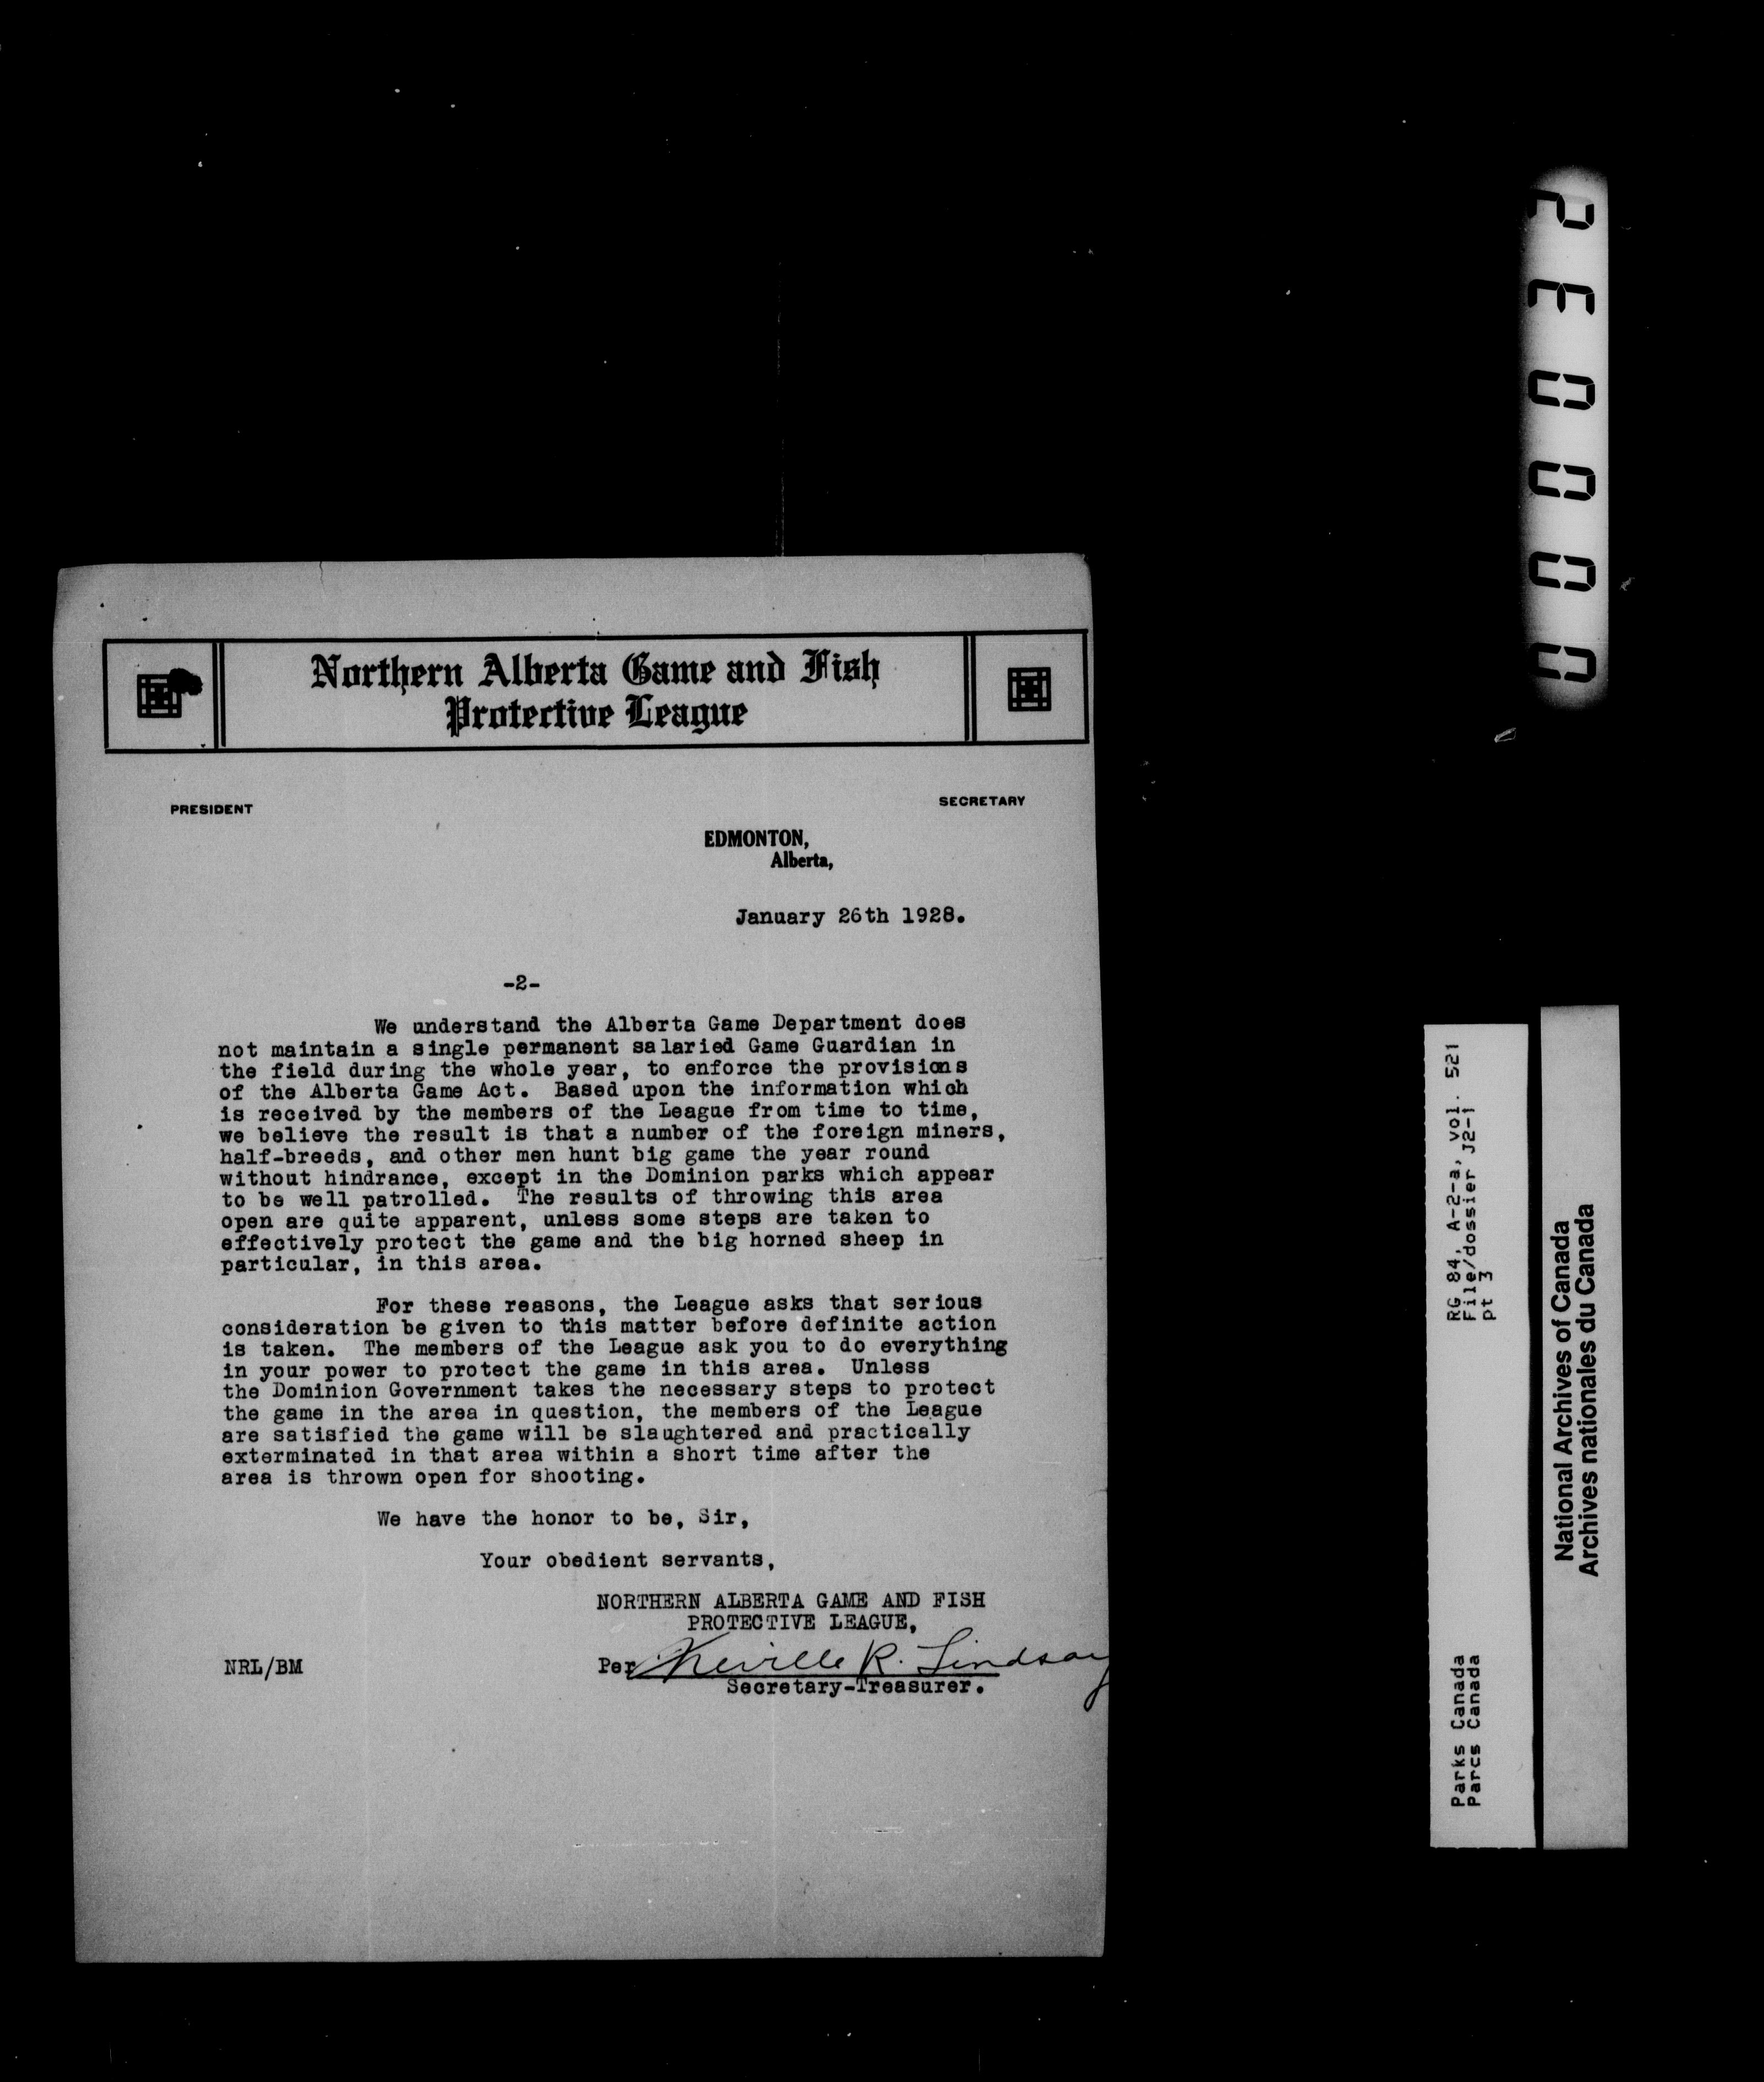 Northern Alberta Game and Fish
Protective League
PRESIDENT
SECRETARY
EDMONTON,
Alberta,
January 26th 1928.
-2-
We understand the Alberta Game Department does
not maintain a single permanent salaried Game Guardian in
the field during the whole year, to enforce the provisions
of the Alberta Game Act. Based upon the information which
is received by the members of the League from time to time,
we believe the result is that a number of the foreign miners,
half-breeds, and other men hunt big game the year round
without hindrance, except in the Dominion parks which appear
to be well patrolled. The results of throwing this area
open are quite apparent, unless some steps are taken to
effectively protect the game and the big horned sheep in
particular, in this area.
For these reasons, the League asks that serious
consideration be given to this matter before definite action
is taken. The members of the League ask you to do everything
in your power to protect the game in this area. Unless
the Dominion Government takes the necessary steps to protect
the game in the area in question, the members of the League
are satisfied the game will be slaughtered and practically
exterminated in that area within a short time after the
area is thrown open for shooting.
We have the honor to be, Sir,
Your obedient servants,
NORTHERN ALBERTA GAME AND FISH
PROTECTIVE LEAGUE,
NRL/BM
Per Neville R. Lindsay
Secretary-Treasurer.
000032
RG 84, A-2-a, vol. 521
File/dossier J2-1
pt 3
Parks Canada
Parcs Canada
National Archives of Canada
Archives nationales du Canada